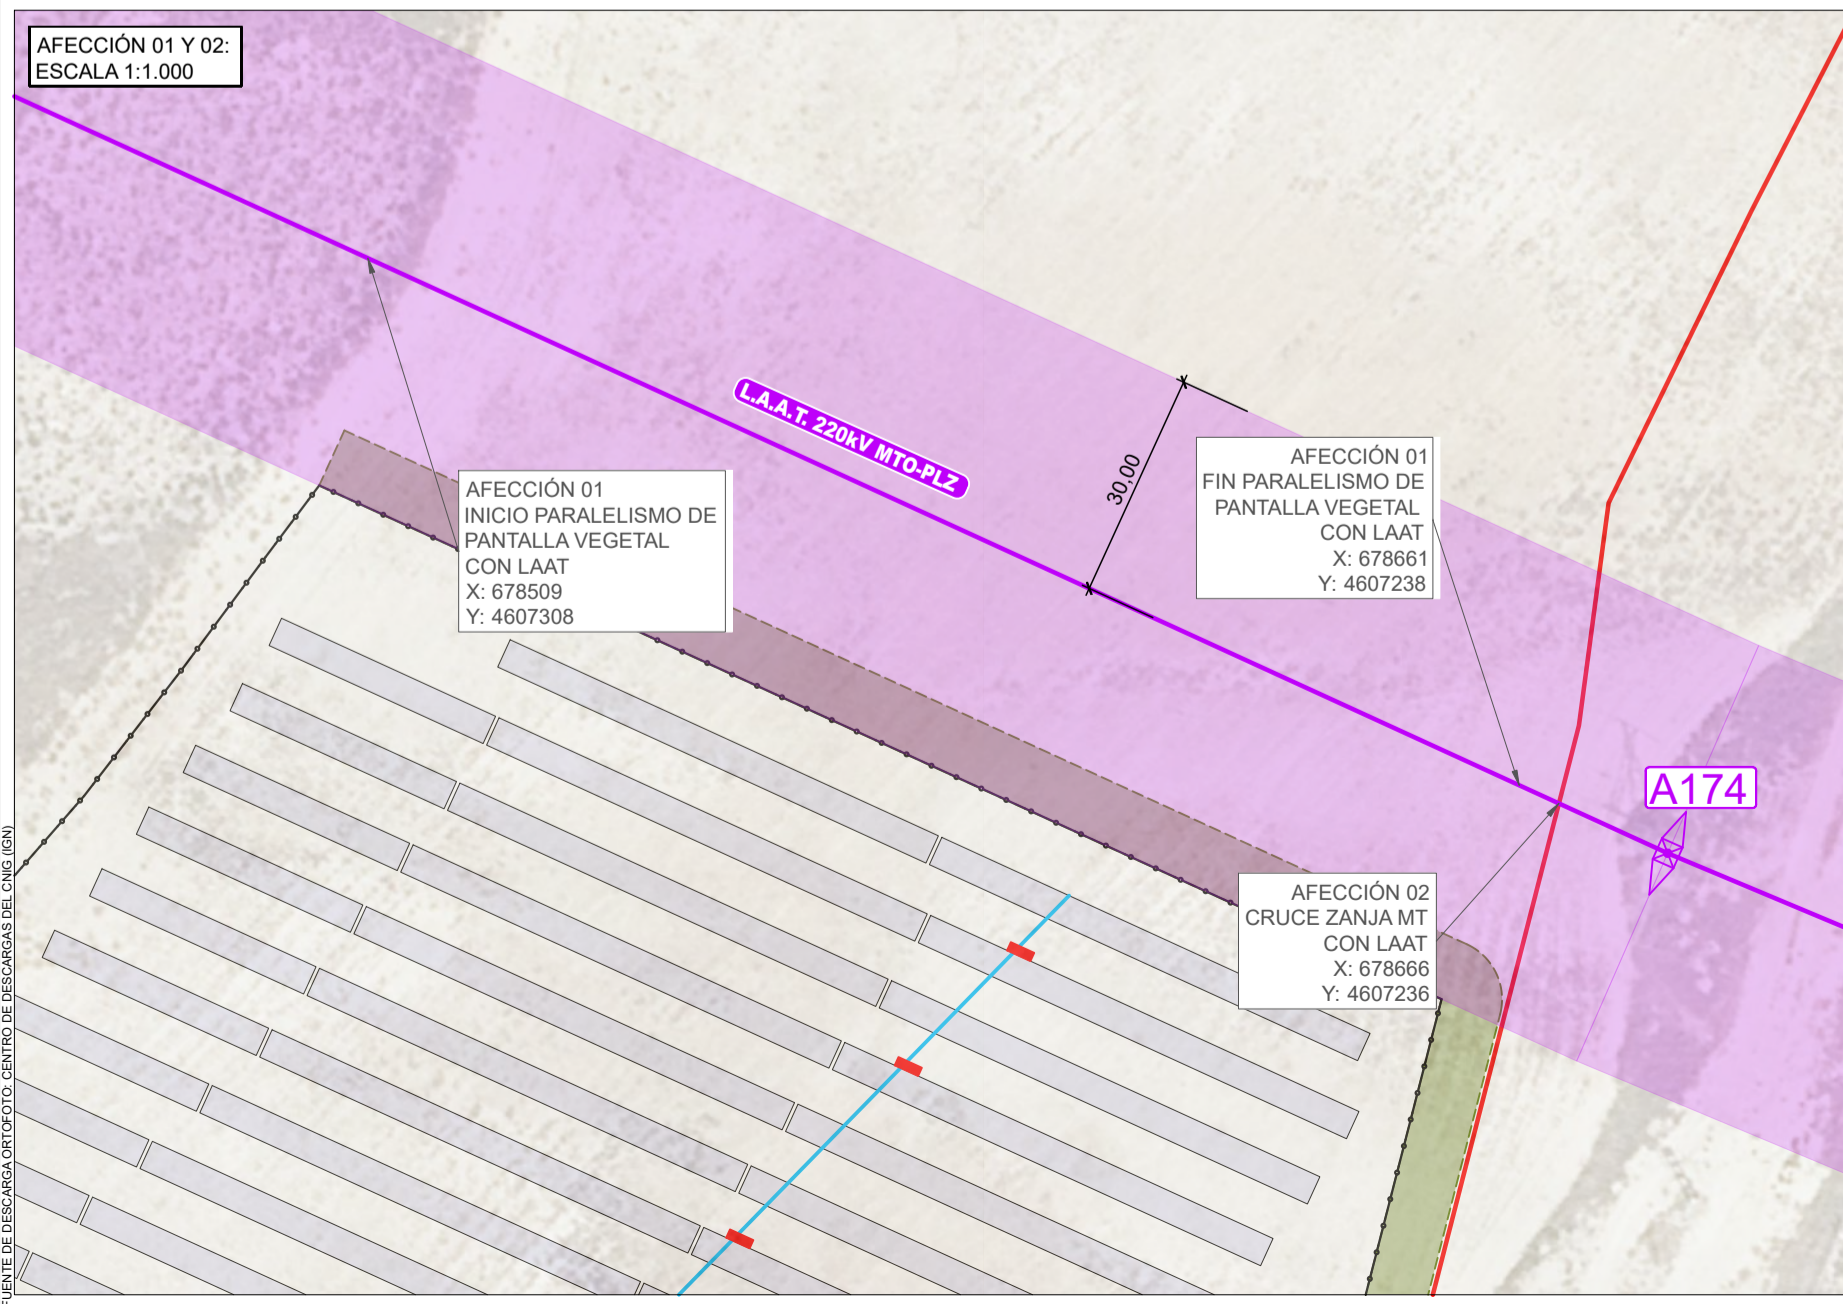 AFECCIÓN 01 Y 02:
ESCALA 1:1.000
L.A.A.T. 220kV MTO-PLZ
30,00
AFECCIÓN 01
INICIO PARALELISMO DE
PANTALLA VEGETAL
CON LAAT
X: 678509
Y: 4607308
AFECCIÓN 01
FIN PARALELISMO DE
PANTALLA VEGETAL
CON LAAT
X: 678661
Y: 4607238
A174
AFECCIÓN 02
CRUCE ZANJA MT
CON LAAT
X: 678666
Y: 4607236
FUENTE DE DESCARGA ORTOFOTO: CENTRO DE DESCARGAS DEL CNIG (IGN)